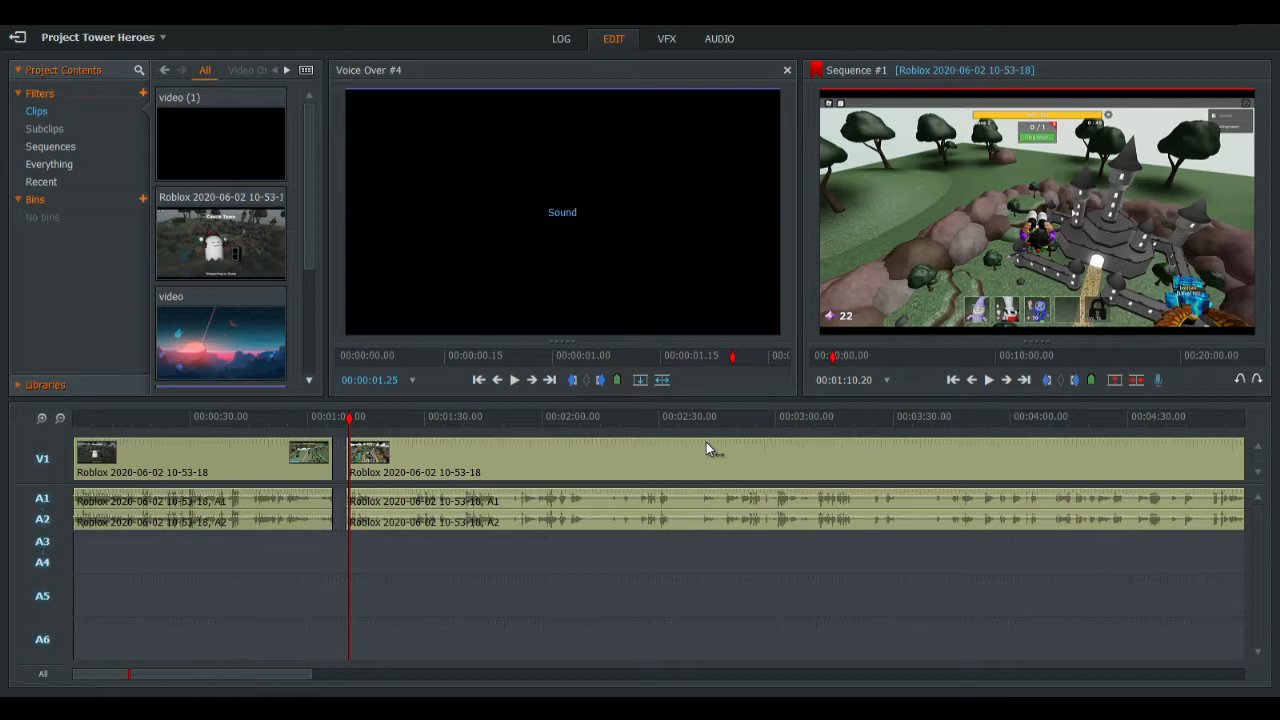 Project Tower Heroes
LOG
EDIT
VFX
AUDIO
Project Contents
All
Video Or
Voice Over #4
Sequence #1 [Roblox 2020-06-02 10-53-18]
Filters
Clips
Subclips
Sequences
Everything
Recent
Bins
No bins
Libraries
video (1)
Roblox 2020-06-02 10-53-1
Castle Town
video
Sound
0 / 1
22
00:00:00.00
00:00:00.15
00:00:01.00
00:00:01.15
00:00:10.00
00:00:20.00
00:00:01.25
00:01:10.20
00:00:30.00
00:01:30.00
00:02:00.00
00:02:30.00
00:03:00.00
00:03:30.00
00:04:00.00
00:04:30.00
V1
Roblox 2020-06-02 10-53-18
Roblox 2020-06-02 10-53-18
A1
Roblox 2020-06-02 10-53-18, A1
Roblox 2020-06-02 10-53-18, A1
A2
Roblox 2020-06-02 10-53-18, A2
Roblox 2020-06-02 10-53-18, A2
A3
A4
A5
A6
All